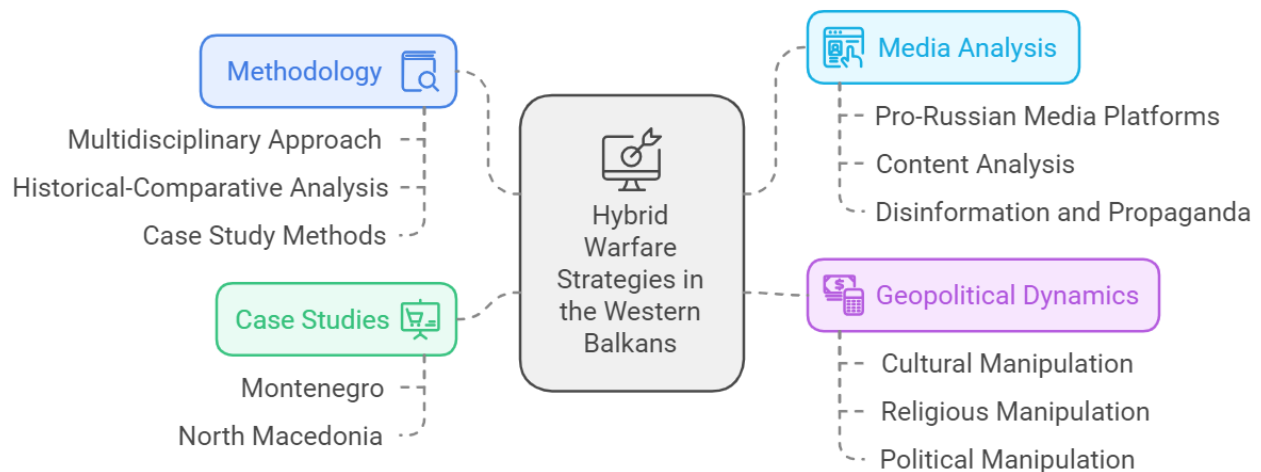 Methodology
Multidisciplinary Approach
Historical-Comparative Analysis
Case Study Methods
Case Studies
Montenegro
North Macedonia
Hybrid
Warfare
Strategies in
the Western
Balkans
Media Analysis
Pro-Russian Media Platforms
Content Analysis
Disinformation and Propaganda
Geopolitical Dynamics
Cultural Manipulation
Religious Manipulation
Political Manipulation